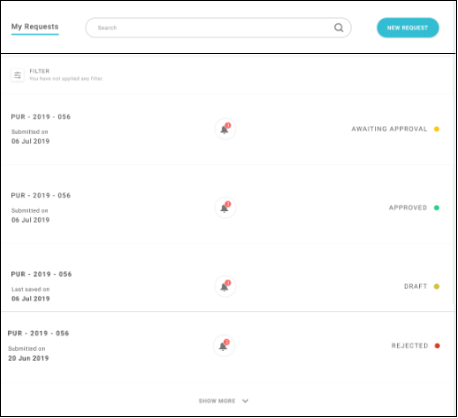 My Requests
Search
NEW REQUEST
FILTER
You have not applied any filter.
PUR - 2019 - 056
Submitted on
06 Jul 2019
AWAITING APPROVAL
PUR - 2019 - 056
Submitted on
06 Jul 2019
APPROVED
PUR - 2019 - 056
Last saved on
06 Jul 2019
DRAFT
PUR - 2019 - 056
Submitted on
20 Jun 2019
REJECTED
SHOW MORE